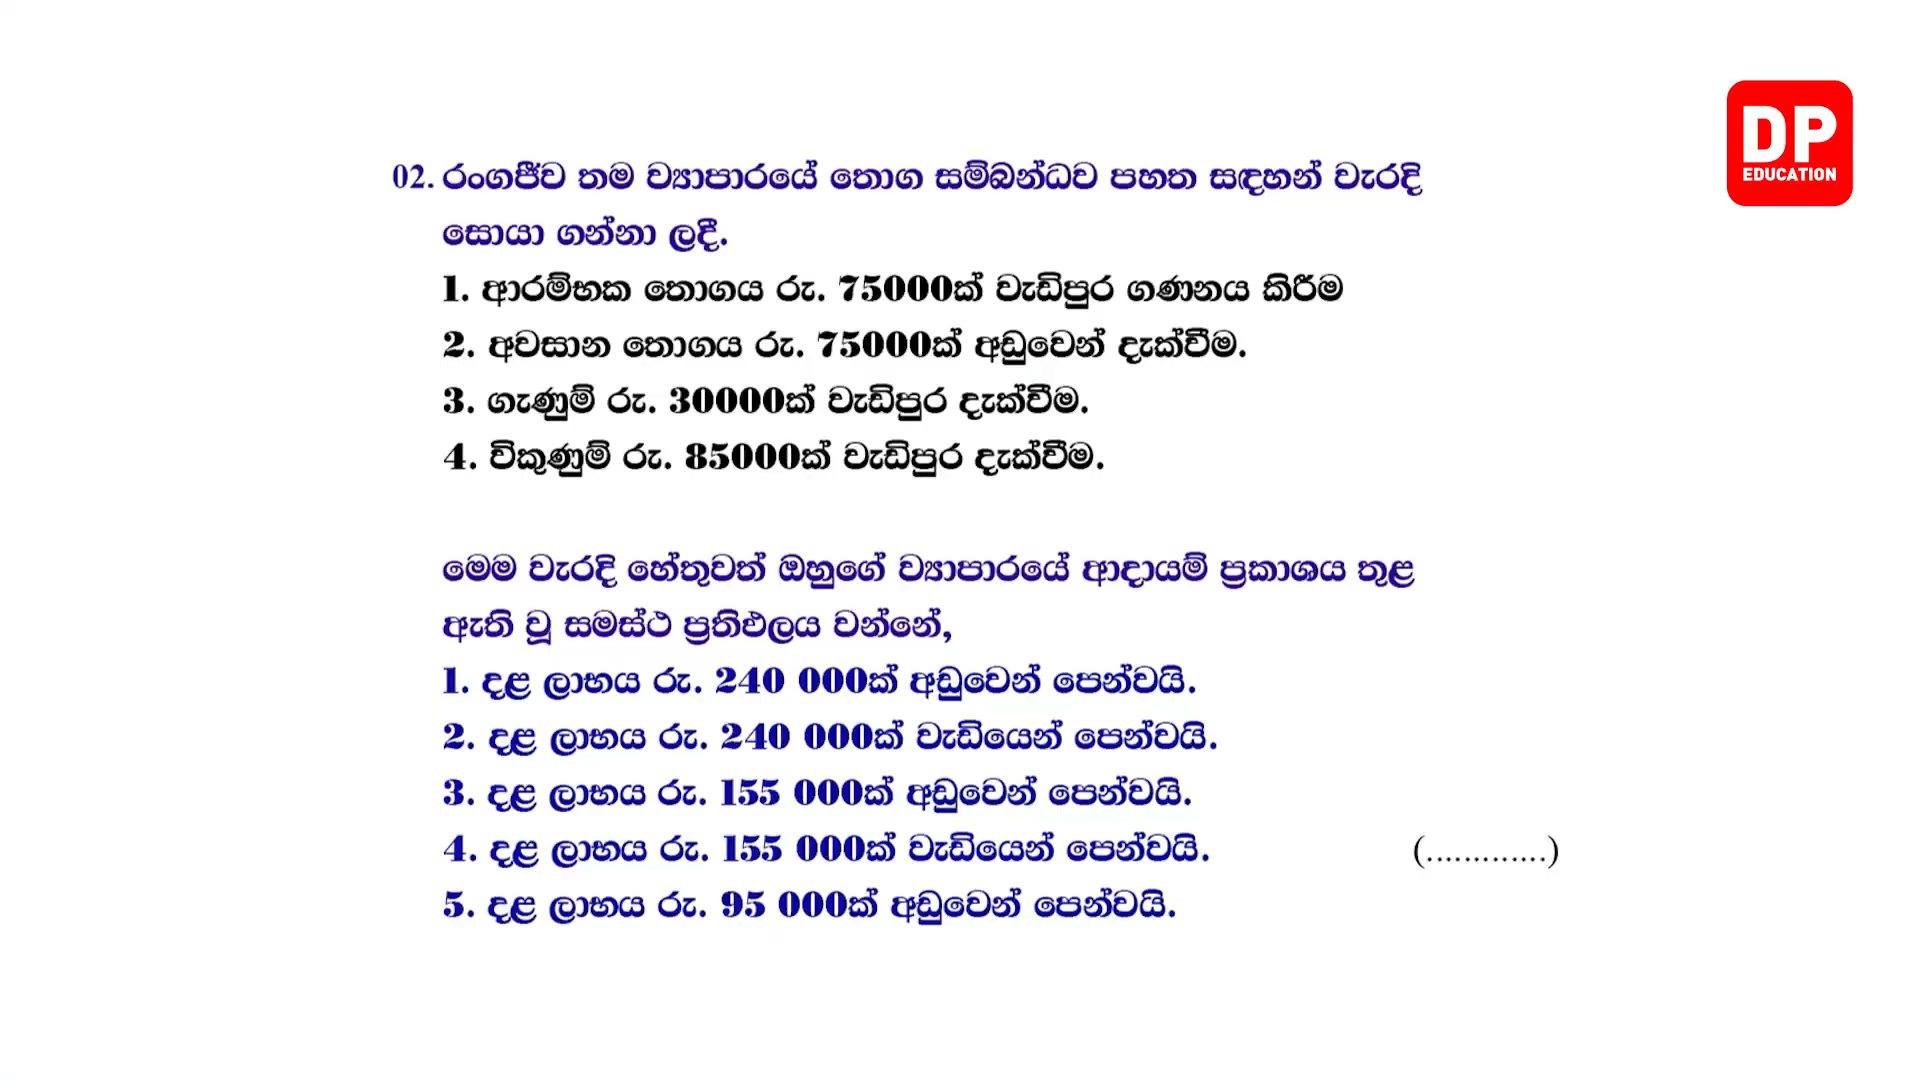 DP
EDUCATION
02. රංගජීව තම ව්‍යාපාරයේ තොග සම්බන්ධව පහත සඳහන් වැරදි
සොයා ගන්නා ලදී.
1. ආරම්භක තොගය රු. 75000ක් වැඩිපුර ගණනය කිරීම
2. අවසාන තොගය රු. 75000ක් අඩුවෙන් දැක්වීම.
3. ගැණුම් රු. 30000ක් වැඩිපුර දැක්වීම.
4. විකුණුම් රු. 85000ක් වැඩිපුර දැක්වීම.
මෙම වැරදි හේතුවත් ඔහුගේ ව්‍යාපාරයේ ආදායම් ප්‍රකාශය තුළ
ඇති වූ සමස්ථ ප්‍රතිඵලය වන්නේ,
1. දළ ලාභය රු. 240 000ක් අඩුවෙන් පෙන්වයි.
2. දළ ලාභය රු. 240 000ක් වැඩියෙන් පෙන්වයි.
3. දළ ලාභය රු. 155 000ක් අඩුවෙන් පෙන්වයි.
4. දළ ලාභය රු. 155 000ක් වැඩියෙන් පෙන්වයි. (.............)
5. දළ ලාභය රු. 95 000ක් අඩුවෙන් පෙන්වයි.